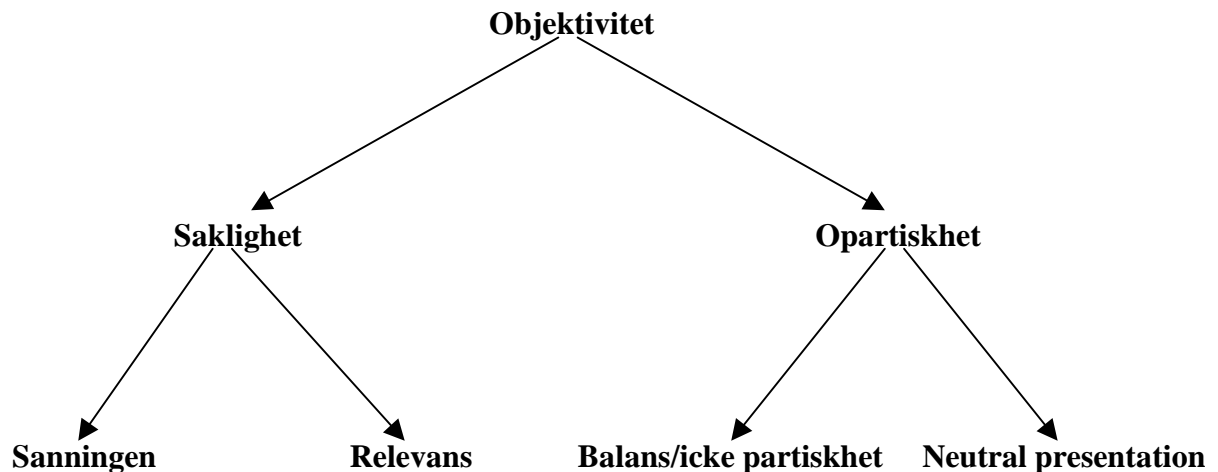 Objektivitet
Saklighet Opartiskhet
Sanningen Relevans Balans/icke partiskhet Neutral presentation